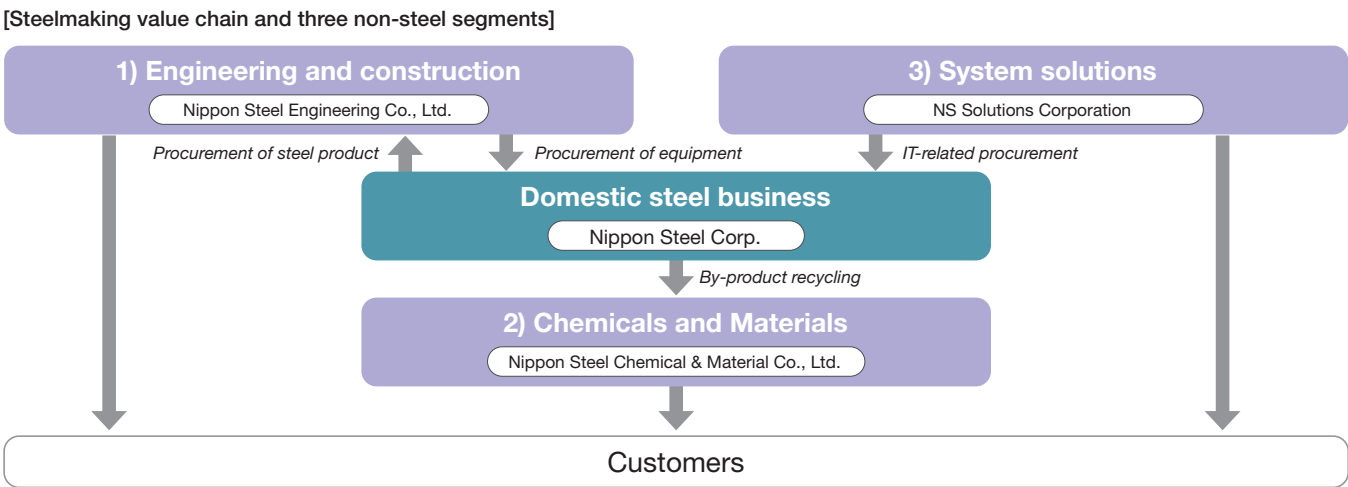 [Steelmaking value chain and three non-steel segments]
1) Engineering and construction
Nippon Steel Engineering Co., Ltd.
3) System solutions
NS Solutions Corporation
Procurement of steel product
Procurement of equipment
IT-related procurement
Domestic steel business
Nippon Steel Corp.
By-product recycling
2) Chemicals and Materials
Nippon Steel Chemical & Material Co., Ltd.
Customers